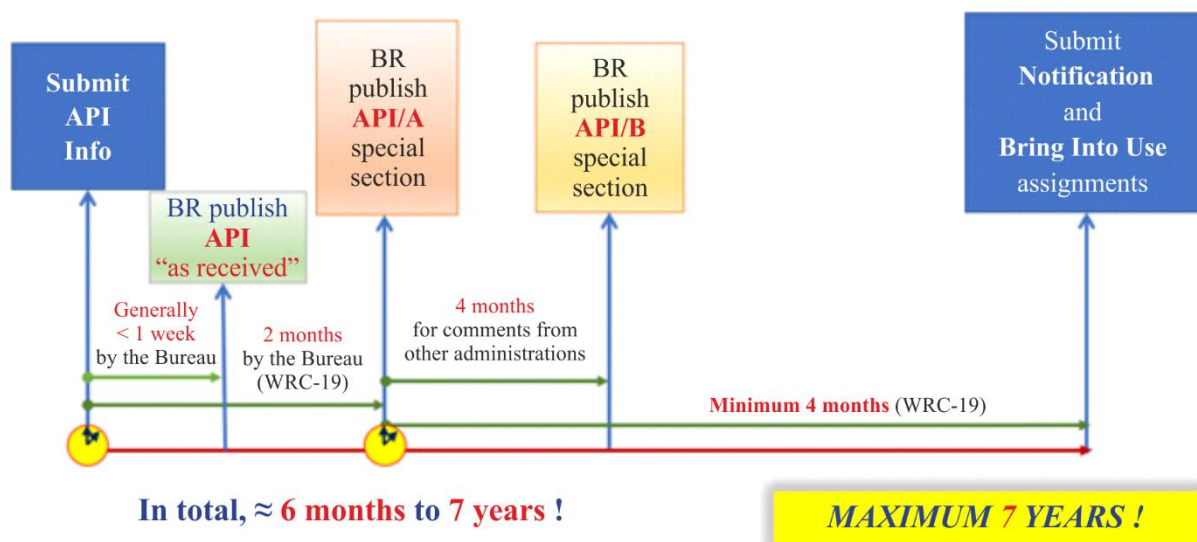 Submit
API
Info
BR publish
API
“as received”
BR
publish
API/A
special
section
BR
publish
API/B
special
section
Submit
Notification
and
Bring Into Use
assignments
Generally
< 1 week
by the Bureau
2 months
by the Bureau
(WRC-19)
4 months
for comments from
other administrations
Minimum 4 months (WRC-19)
In total, ≈ 6 months to 7 years !
MAXIMUM 7 YEARS !